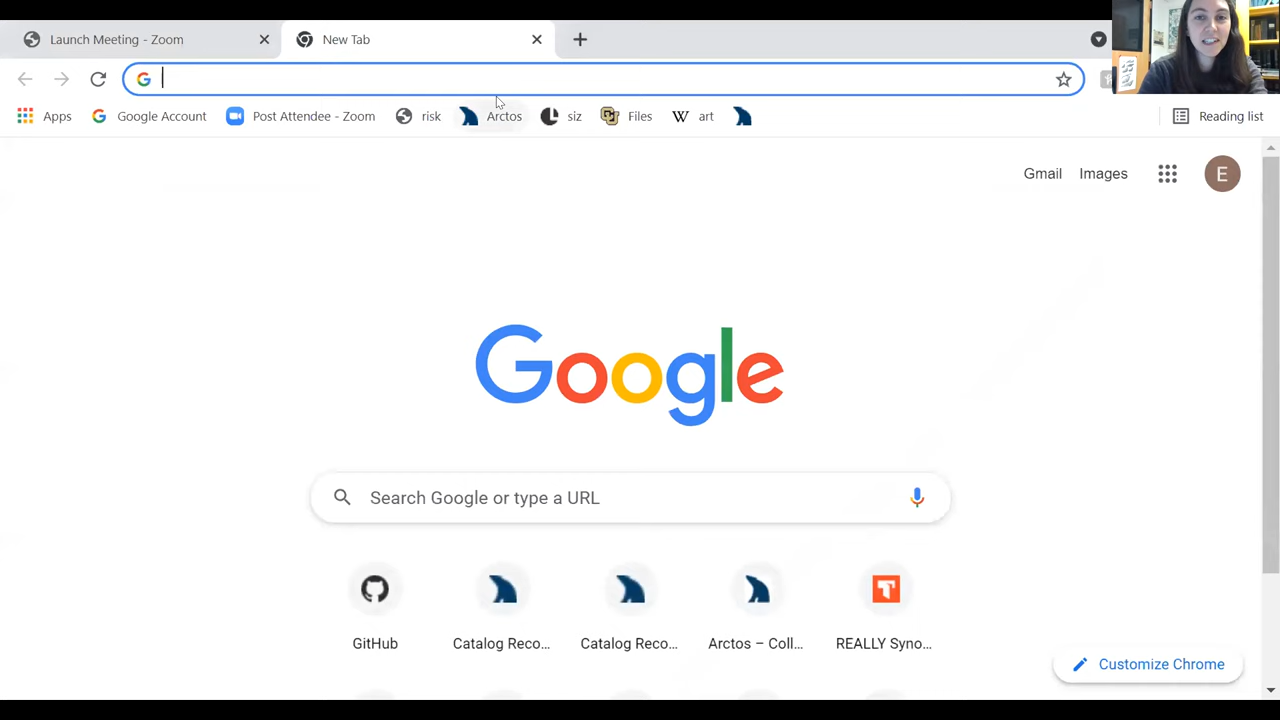 Launch Meeting - Zoom
New Tab
Apps
Google Account
Post Attendee - Zoom
risk
Arctos
siz
Files
W
art
Reading list
Gmail
Images
E
Google
Search Google or type a URL
GitHub
Catalog Reco...
Catalog Reco...
Arctos – Coll...
REALLY Syno...
Customize Chrome